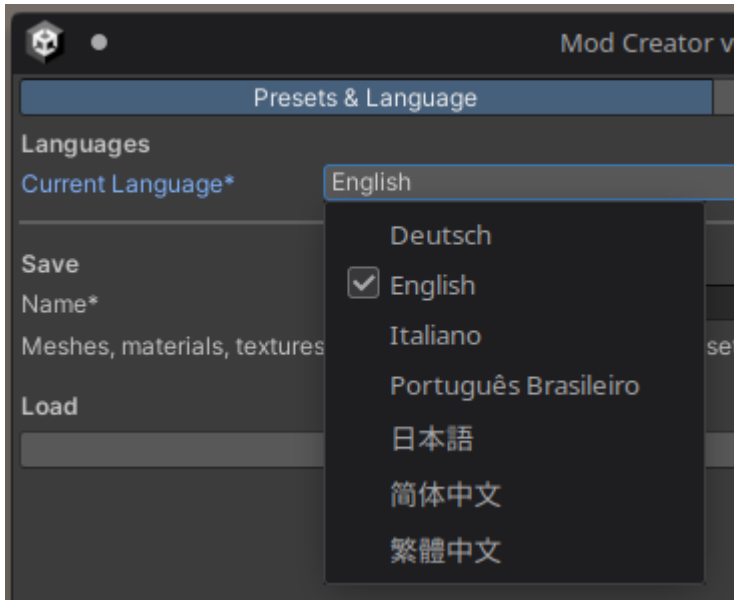 Mod Creator v
Presets & Language
Languages
Current Language* English
Deutsch
English
Italiano
Português Brasileiro
日本語
简体中文
繁體中文
Save
Name*
Meshes, materials, textures
Load